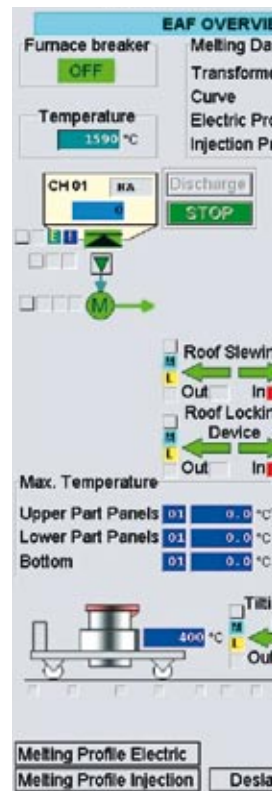 EAF OVERVIE
Furnace breaker
OFF
Melting Da
Transforme
Curve
Electric Pro
Injection Pr
Temperature
1590 °C
CH 01 HA
0
Discharge
STOP
M
Roof Slewin
M
L
Out In
Roof Lockin
Device
M
L
Out In
Max. Temperature
Upper Part Panels 01 0.0 °C
Lower Part Panels 01 0.0 °C
Bottom 01 0.0 °C
Tilti
400 °C
M
L
Out
Melting Profile Electric
Melting Profile Injection
Desla